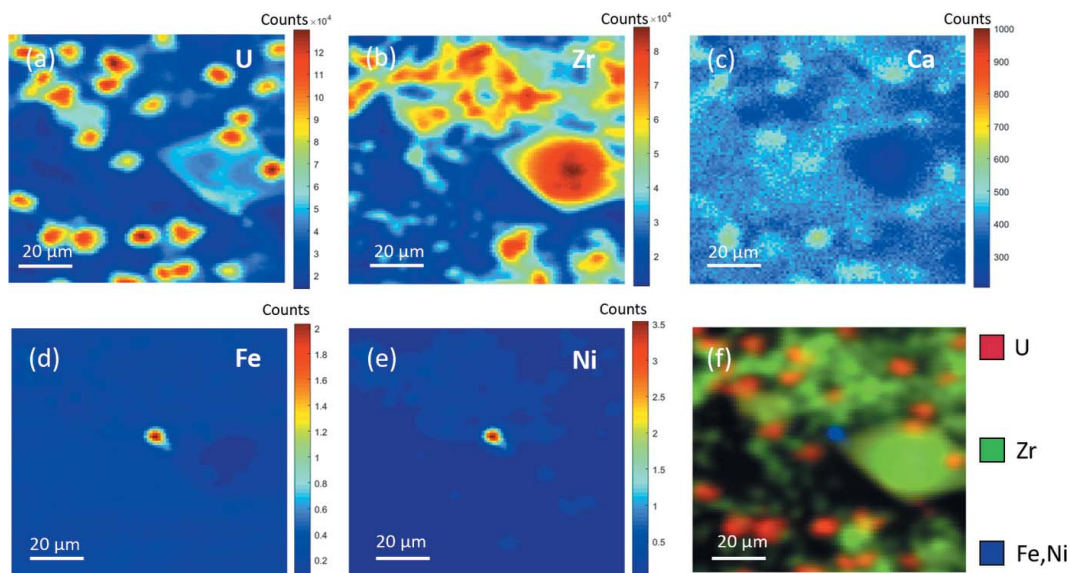 Counts ×10⁴
(a) U
13
12
11
10
9
8
7
6
5
4
3
2
20 µm
Counts ×10⁴
(b) Zr
8
7
6
5
4
3
2
20 µm
Counts
(c) Ca
1000
900
800
700
600
500
400
300
20 µm
Counts
(d) Fe
2
1.8
1.6
1.4
1.2
1
0.8
0.6
0.4
0.2
20 µm
Counts
(e) Ni
3.5
3
2.5
2
1.5
1
0.5
20 µm
(f)
20 µm
U
Zr
Fe,Ni